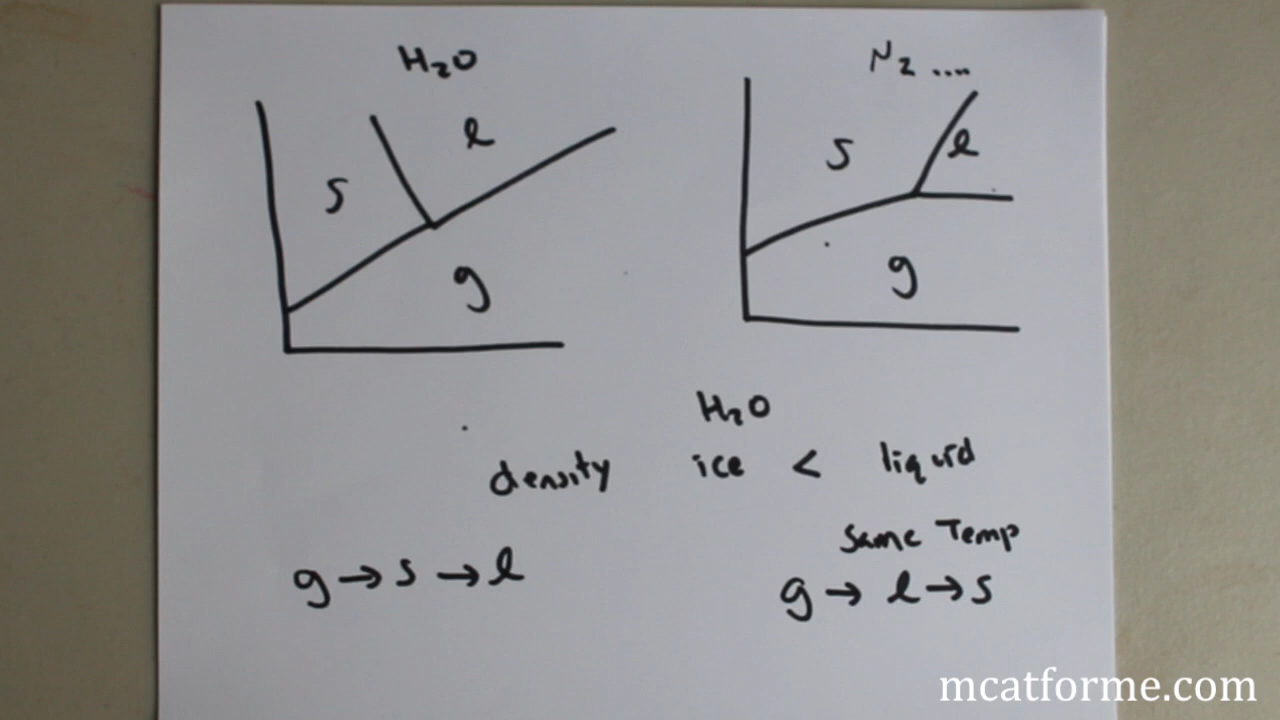 H₂O
N₂ ....
s
l
g
s
l
g
H₂O
density ice < liquid
same Temp
g → s → l
g → l → s
mcatforme.com